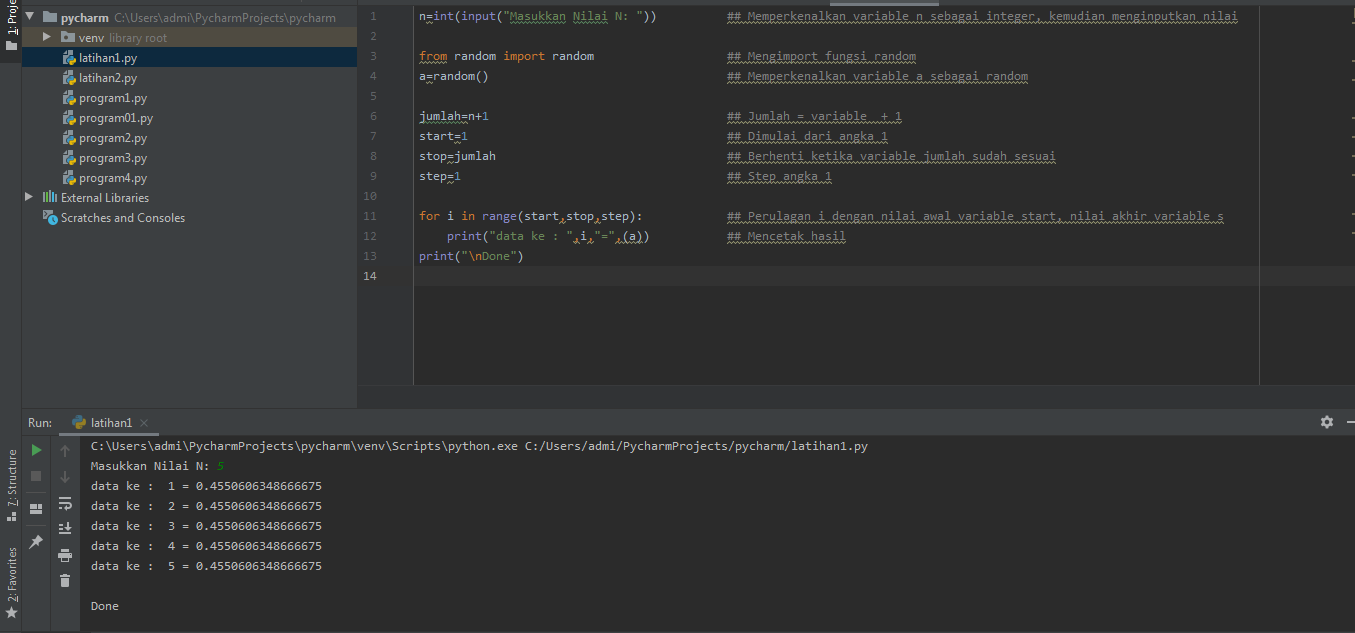 1: Proje
pycharm C:\Users\admi\PycharmProjects\pycharm
venv library root
latihan1.py
latihan2.py
program1.py
program01.py
program2.py
program3.py
program4.py
External Libraries
Scratches and Consoles
1 n=int(input("Masukkan Nilai N: ")) ## Memperkenalkan variable n sebagai integer, kemudian menginputkan nilai
2
3 from random import random ## Mengimport fungsi random
4 a=random() ## Memperkenalkan variable a sebagai random
5
6 jumlah=n+1 ## Jumlah = variable  + 1
7 start=1 ## Dimulai dari angka 1
8 stop=jumlah ## Berhenti ketika variable jumlah sudah sesuai
9 step=1 ## Step angka 1
10
11 for i in range(start,stop,step): ## Perulagan i dengan nilai awal variable start, nilai akhir variable s
12 print("data ke : ",i,"=",(a)) ## Mencetak hasil
13 print("\nDone")
14
Run: latihan1
C:\Users\admi\PycharmProjects\pycharm\venv\Scripts\python.exe C:/Users/admi/PycharmProjects/pycharm/latihan1.py
Masukkan Nilai N: 5
data ke :  1 = 0.4550606348666675
data ke :  2 = 0.4550606348666675
data ke :  3 = 0.4550606348666675
data ke :  4 = 0.4550606348666675
data ke :  5 = 0.4550606348666675
Done
7: Structure
2: Favorites